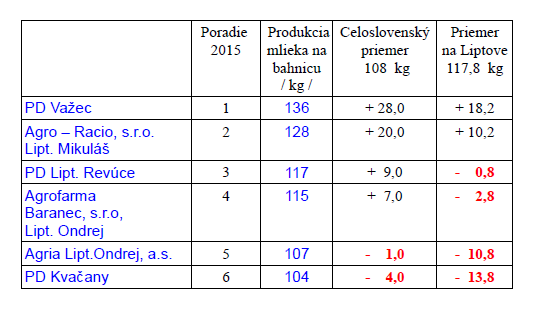 Poradie 2015
Produkcia mlieka na bahnicu / kg /
Celoslovenský priemer 108 kg
Priemer na Liptove 117,8 kg
PD Važec 1 136 + 28,0 + 18,2
Agro – Racio, s.r.o. Lipt. Mikuláš 2 128 + 20,0 + 10,2
PD Lipt. Revúce 3 117 + 9,0 - 0,8
Agrofarma Baranec, s.r.o, Lipt. Ondrej 4 115 + 7,0 - 2,8
Agria Lipt.Ondrej, a.s. 5 107 - 1,0 - 10,8
PD Kvačany 6 104 - 4,0 - 13,8